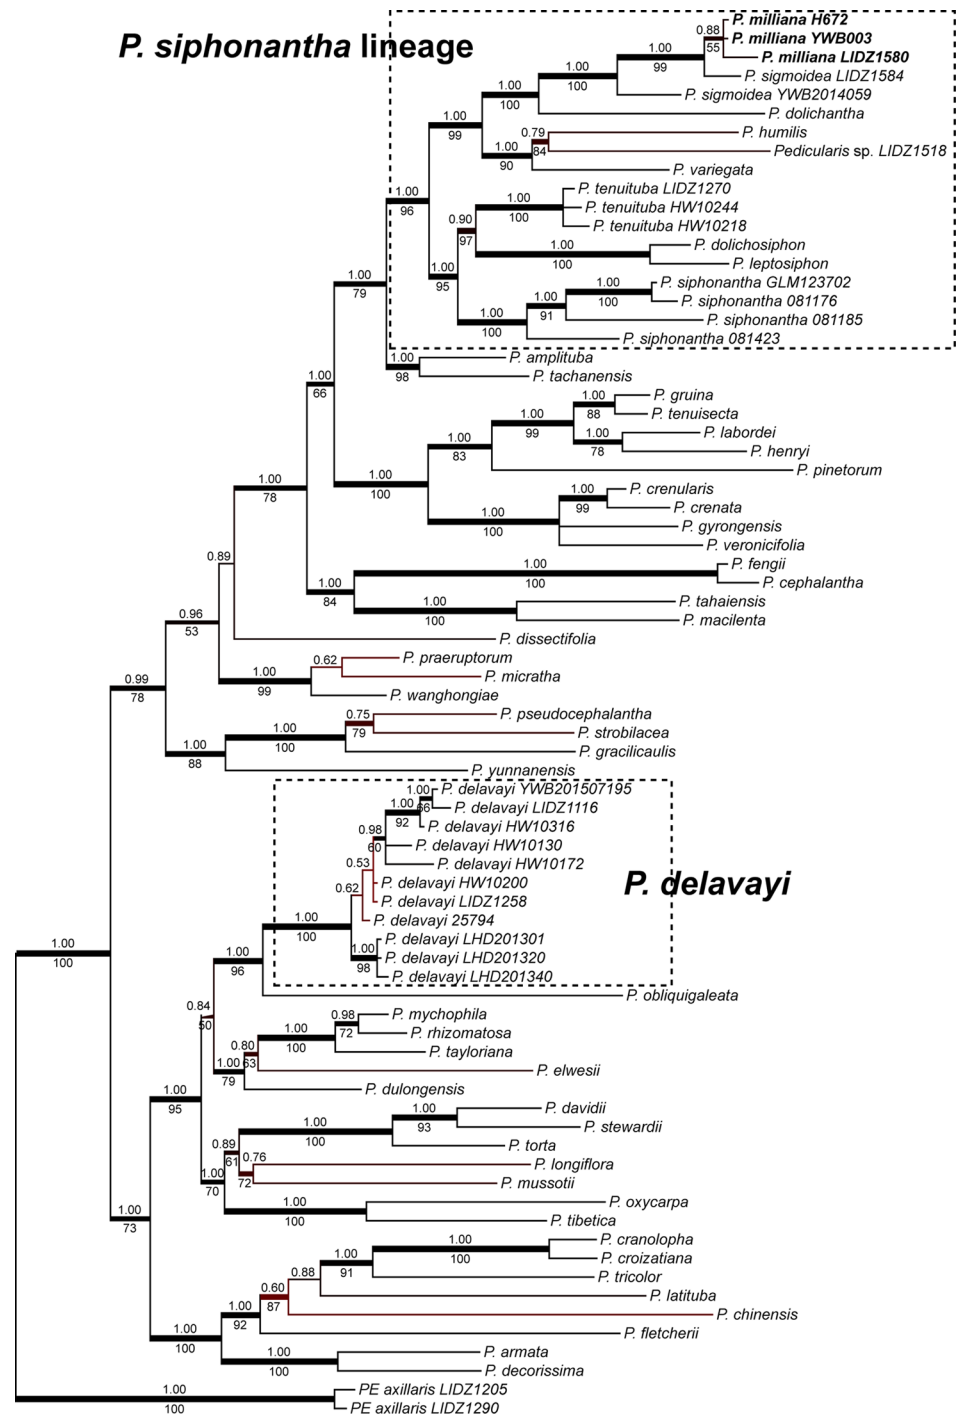 P. siphonantha lineage
P. milliana H672
0.88
P. milliana YWB003
1.00
55
P. milliana LIDZ1580
99
1.00
P. sigmoidea LIDZ1584
100
1.00
P. sigmoidea YWB2014059
100
P. dolichantha
1.00
99
0.79
P. humilis
1.00
84
Pedicularis sp. LIDZ1518
90
P. variegata
1.00
96
P. tenuituba LIDZ1270
1.00
P. tenuituba HW10244
100
0.90
P. tenuituba HW10218
97
1.00
P. dolichosiphon
100
P. leptosiphon
1.00
95
1.00
P. siphonantha GLM123702
100
1.00
P. siphonantha 081176
91
1.00
P. siphonantha 081185
100
P. siphonantha 081423
1.00
79
1.00
P. amplituba
98
P. tachanensis
1.00
66
1.00
P. gruina
88
P. tenuisecta
1.00
99
1.00
P. labordei
78
1.00
83
P. henryi
P. pinetorum
1.00
100
1.00
P. crenularis
99
P. crenata
1.00
100
P. gyrongensis
P. veronicifolia
1.00
78
1.00
P. fengii
100
P. cephalantha
1.00
84
1.00
P. tahaiensis
100
P. macilenta
0.89
P. dissectifolia
0.96
53
0.62
P. praeruptorum
1.00
P. micratha
99
P. wanghongiae
0.99
78
0.75
P. pseudocephalantha
1.00
79
P. strobilacea
100
1.00
P. gracilicaulis
88
P. yunnanensis
1.00
P. delavayi YWB201507195
1.00
66
P. delavayi LIDZ1116
92
P. delavayi HW10316
0.98
60
P. delavayi HW10130
0.53
P. delavayi HW10172
P. delavayi
0.62
P. delavayi HW10200
P. delavayi LIDZ1258
1.00
P. delavayi 25794
100
P. delavayi LHD201301
1.00
P. delavayi LHD201320
98
P. delavayi LHD201340
1.00
100
1.00
96
P. obliquigaleata
0.84
50
0.98
P. mychophila
1.00
72
P. rhizomatosa
100
0.80
P. tayloriana
63
1.00
P. elwesii
79
P. dulongensis
1.00
95
1.00
P. davidii
93
P. stewardii
1.00
100
P. torta
0.89
61
0.76
P. longiflora
1.00
72
P. mussotii
70
1.00
P. oxycarpa
100
P. tibetica
1.00
73
1.00
P. cranolopha
100
1.00
P. croizatiana
91
0.88
P. tricolor
0.60
P. latituba
87
1.00
P. chinensis
92
P. fletcherii
1.00
100
1.00
P. armata
100
P. decorissima
1.00
PE axillaris LIDZ1205
100
PE axillaris LIDZ1290